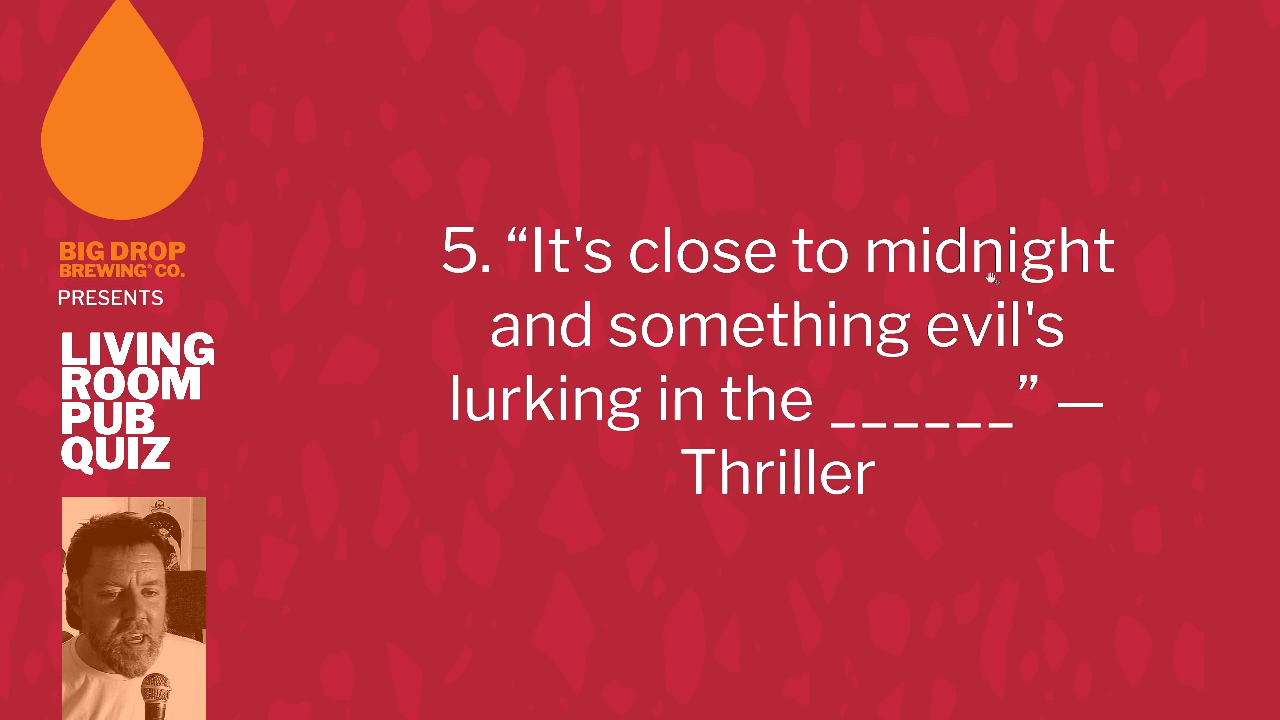 BIG DROP
BREWING® CO.
PRESENTS
LIVING
ROOM
PUB
QUIZ
5. “It's close to midnight
and something evil's
lurking in the ______” —
Thriller